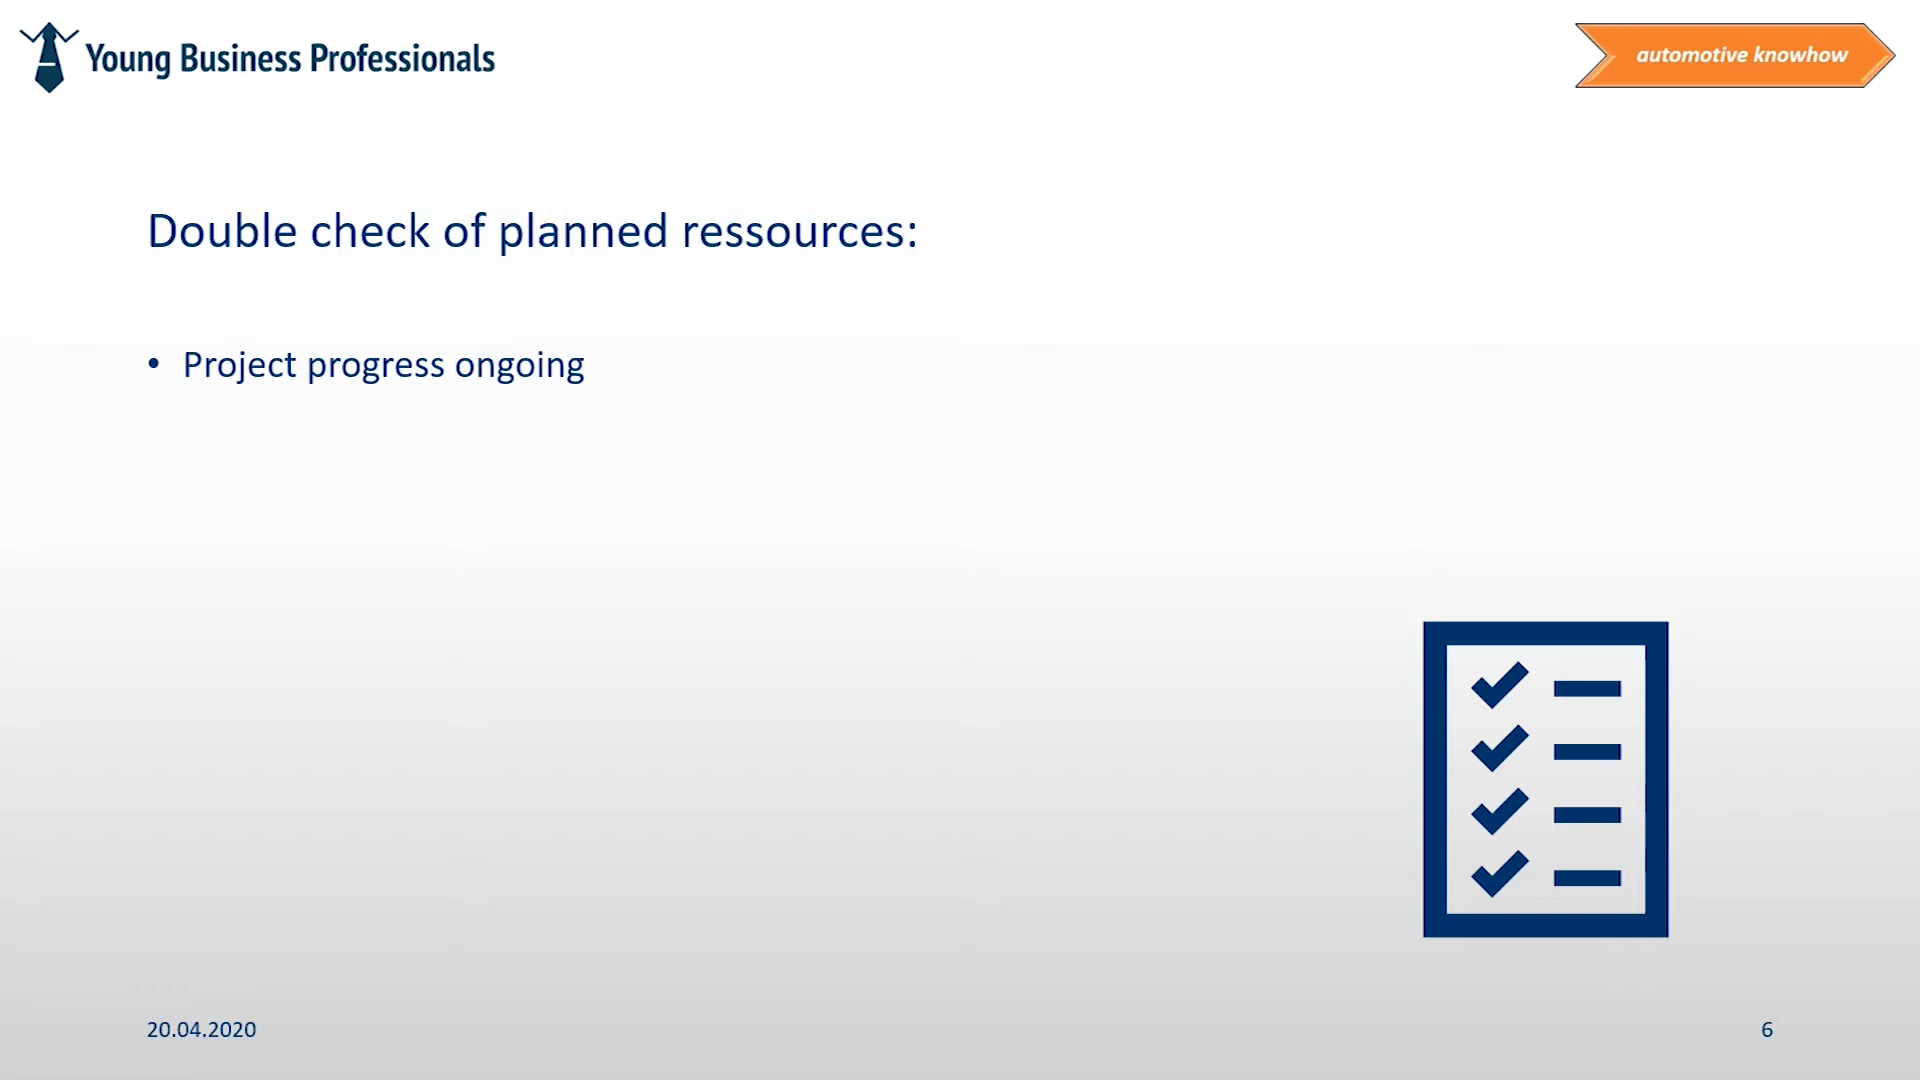 Young Business Professionals
automotive knowhow
Double check of planned ressources:
• Project progress ongoing
20.04.2020
6